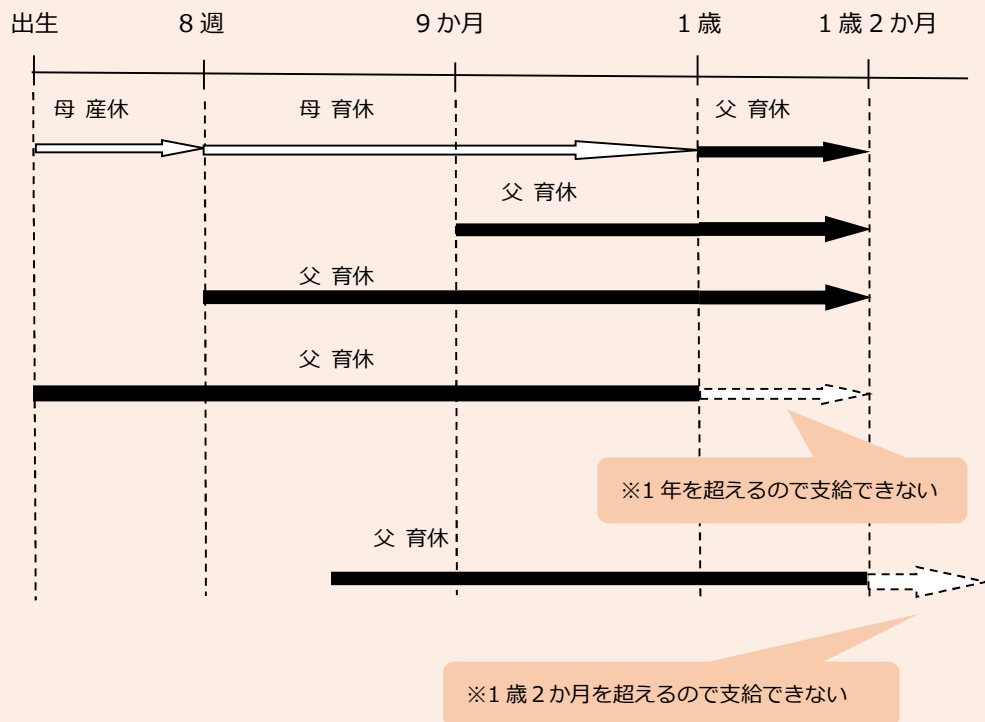 出生 8週 9か月 1歳 1歳2か月
母 産休 母 育休 父 育休
父 育休
父 育休
父 育休
※1年を超えるので支給できない
父 育休
※1歳2か月を超えるので支給できない